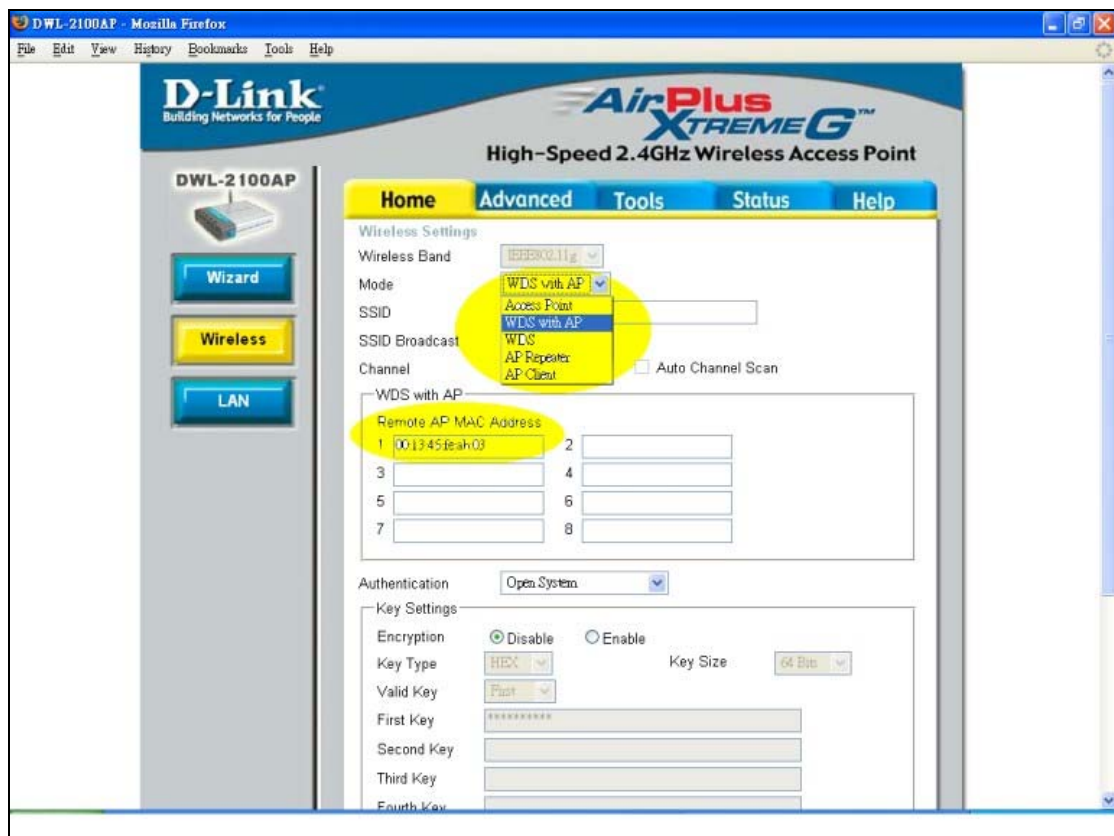 DWL-2100AP - Mozilla Firefox
File Edit View History Bookmarks Tools Help
D-Link
Building Networks for People
AirPlus
XTREME G™
High-Speed 2.4GHz Wireless Access Point
DWL-2100AP
Home Advanced Tools Status Help
Wizard
Wireless
LAN
Wireless Settings
Wireless Band IEEE802.11g
Mode WDS with AP
Access Point
WDS with AP
WDS
AP Repeater
AP Client
SSID
SSID Broadcast
Channel Auto Channel Scan
WDS with AP
Remote AP MAC Address
1 2
3 4
5 6
7 8
Authentication Open System
Key Settings
Encryption Disable Enable
Key Type HEX Key Size 64 Bits
Valid Key First
First Key **********
Second Key
Third Key
Fourth Key